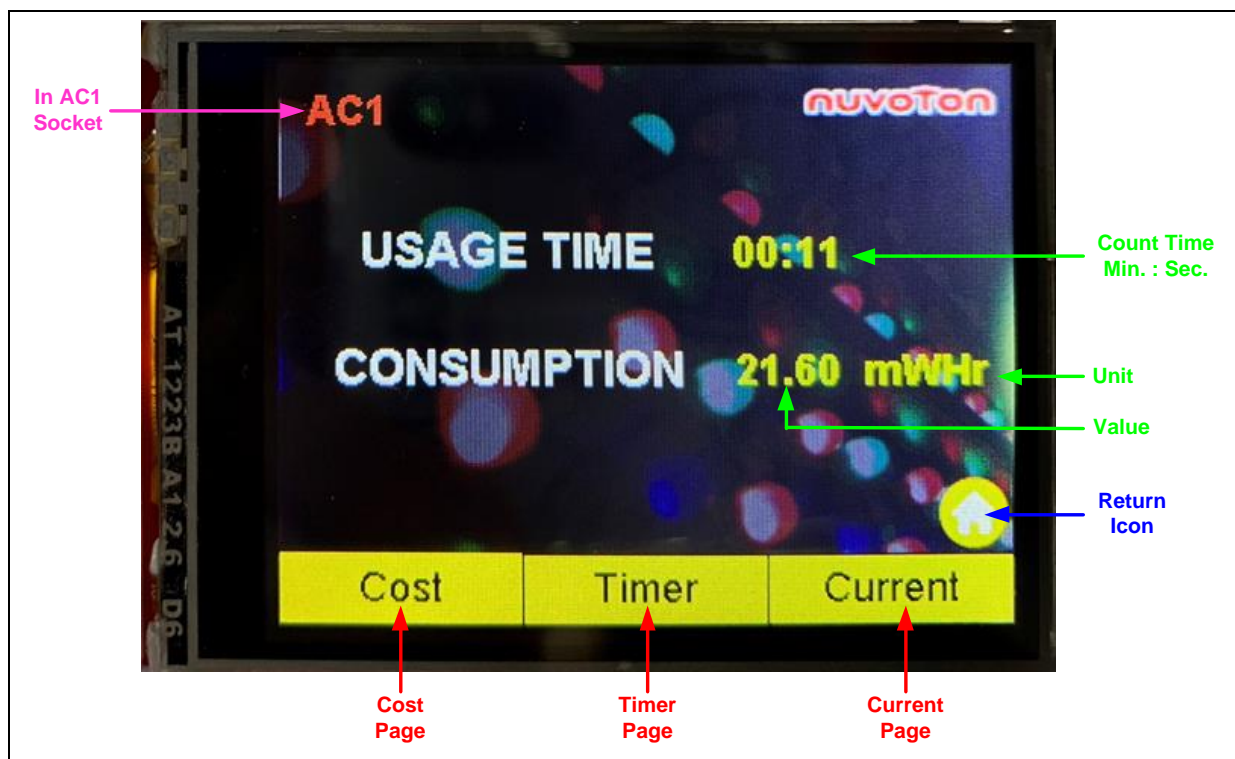 In AC1
Socket
AC1
nuvoton
USAGE TIME 00:11
Count Time
Min. : Sec.
CONSUMPTION 21.60 mWHr
Unit
Value
Return
Icon
AT 1223B A1 2.6 D6
Cost Timer Current
Cost
Page
Timer
Page
Current
Page